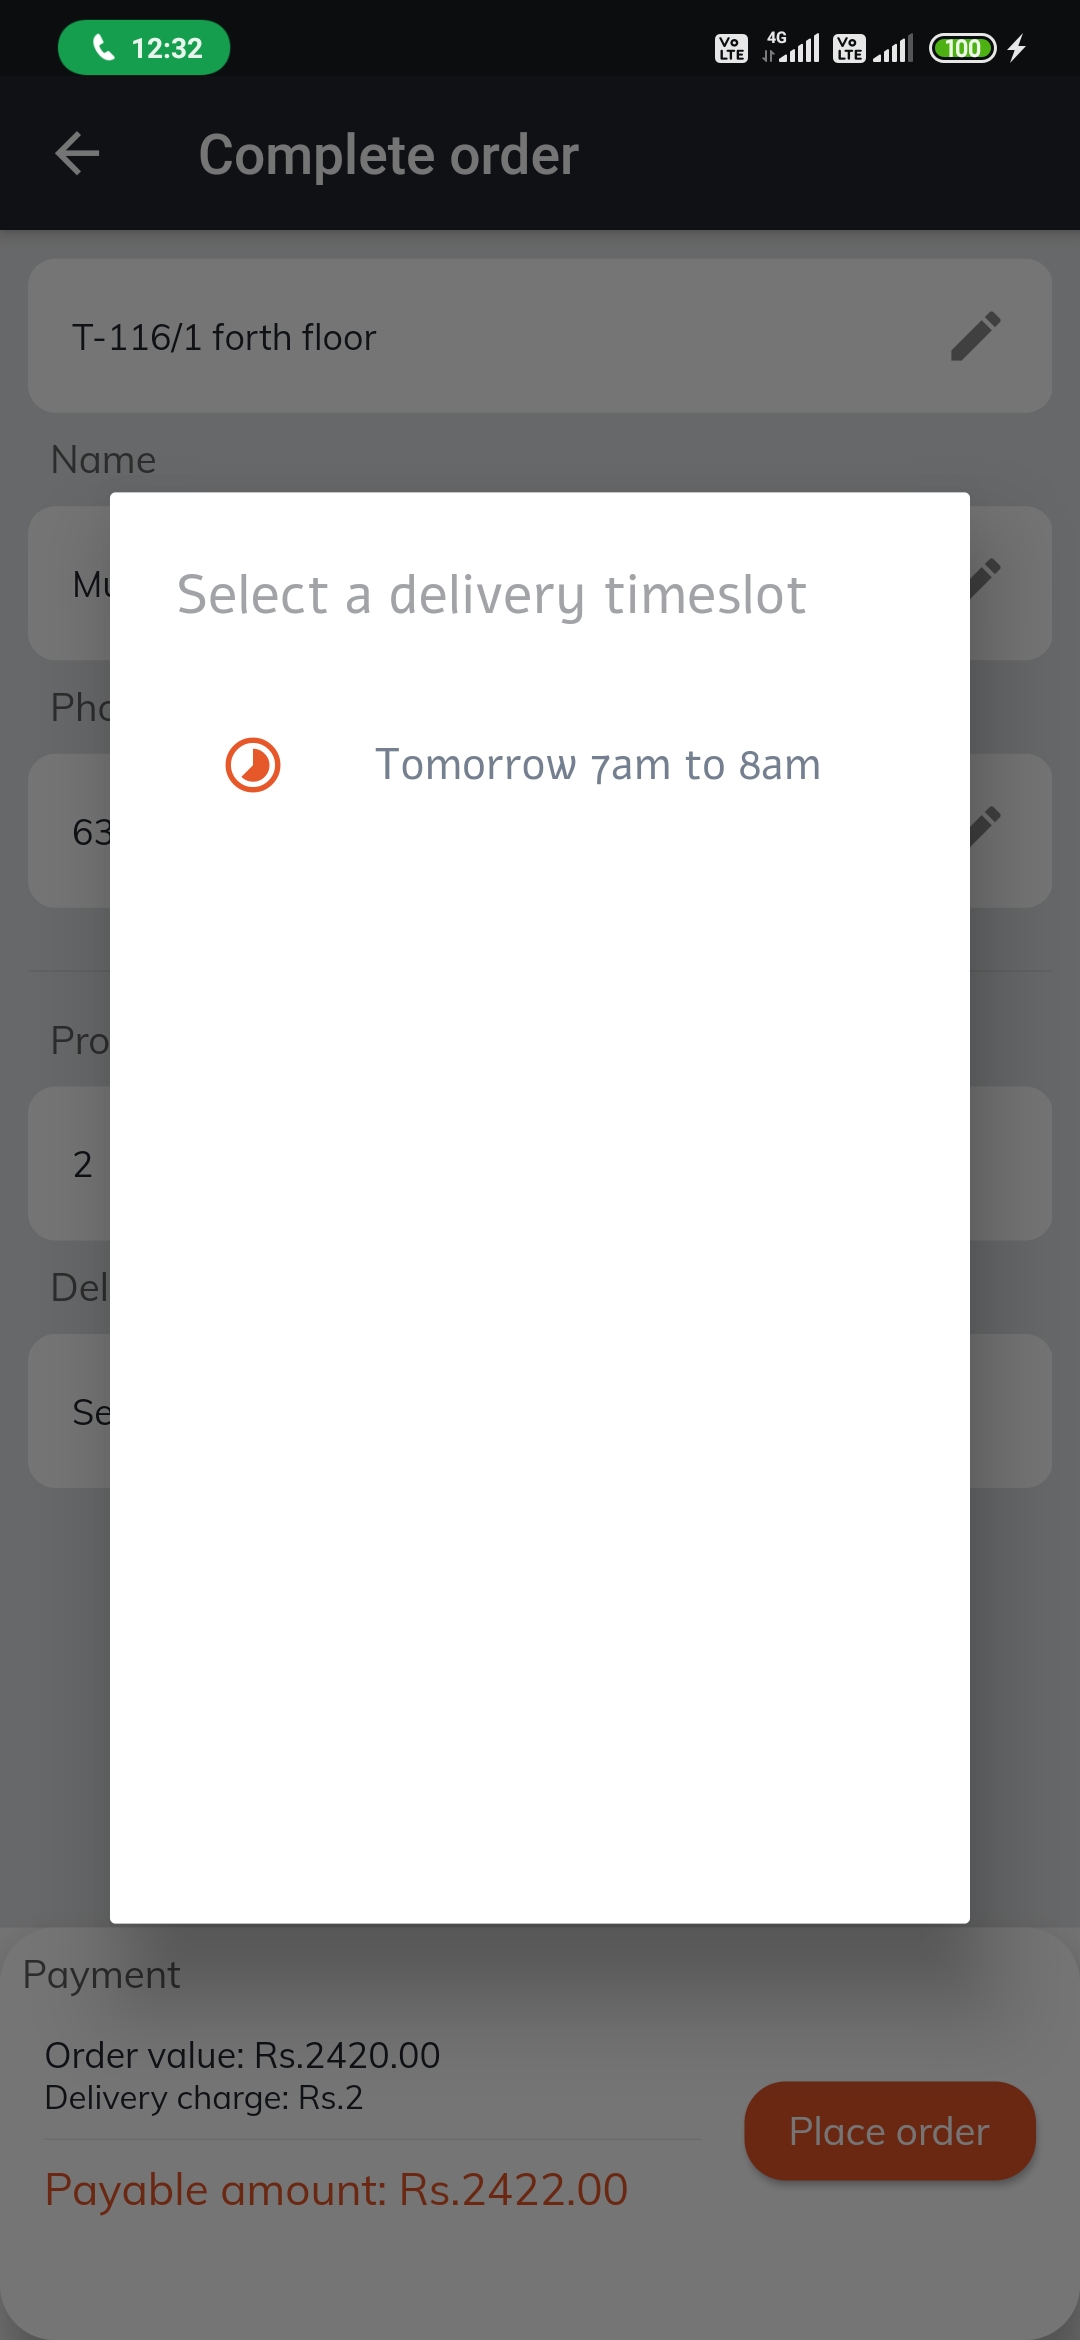 12:32
Vo LTE 4G Vo LTE 100
Complete order
T-116/1 forth floor
Name
Mu
Select a delivery timeslot
Pho
Tomorrow 7am to 8am
63
Pro
2
Del
Se
Payment
Order value: Rs.2420.00
Delivery charge: Rs.2
Place order
Payable amount: Rs.2422.00